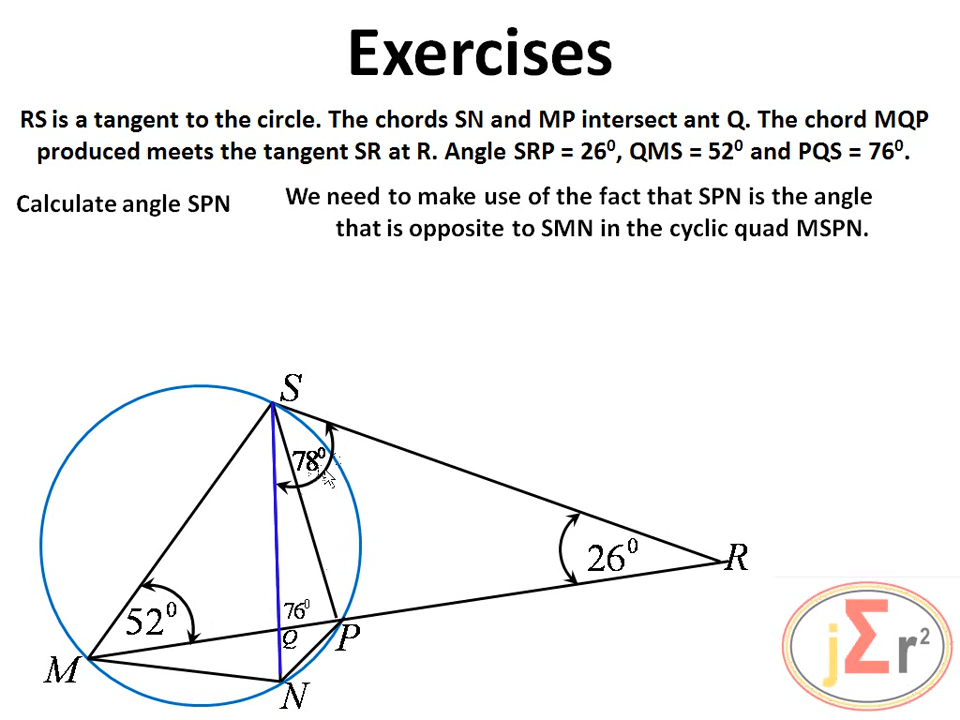 Exercises
RS is a tangent to the circle. The chords SN and MP intersect ant Q. The chord MQP
produced meets the tangent SR at R. Angle SRP = 26⁰, QMS = 52⁰ and PQS = 76⁰.
Calculate angle SPN
We need to make use of the fact that SPN is the angle
that is opposite to SMN in the cyclic quad MSPN.
S
78⁰
26⁰
R
52⁰
76⁰
Q
P
M
N
jΣr²